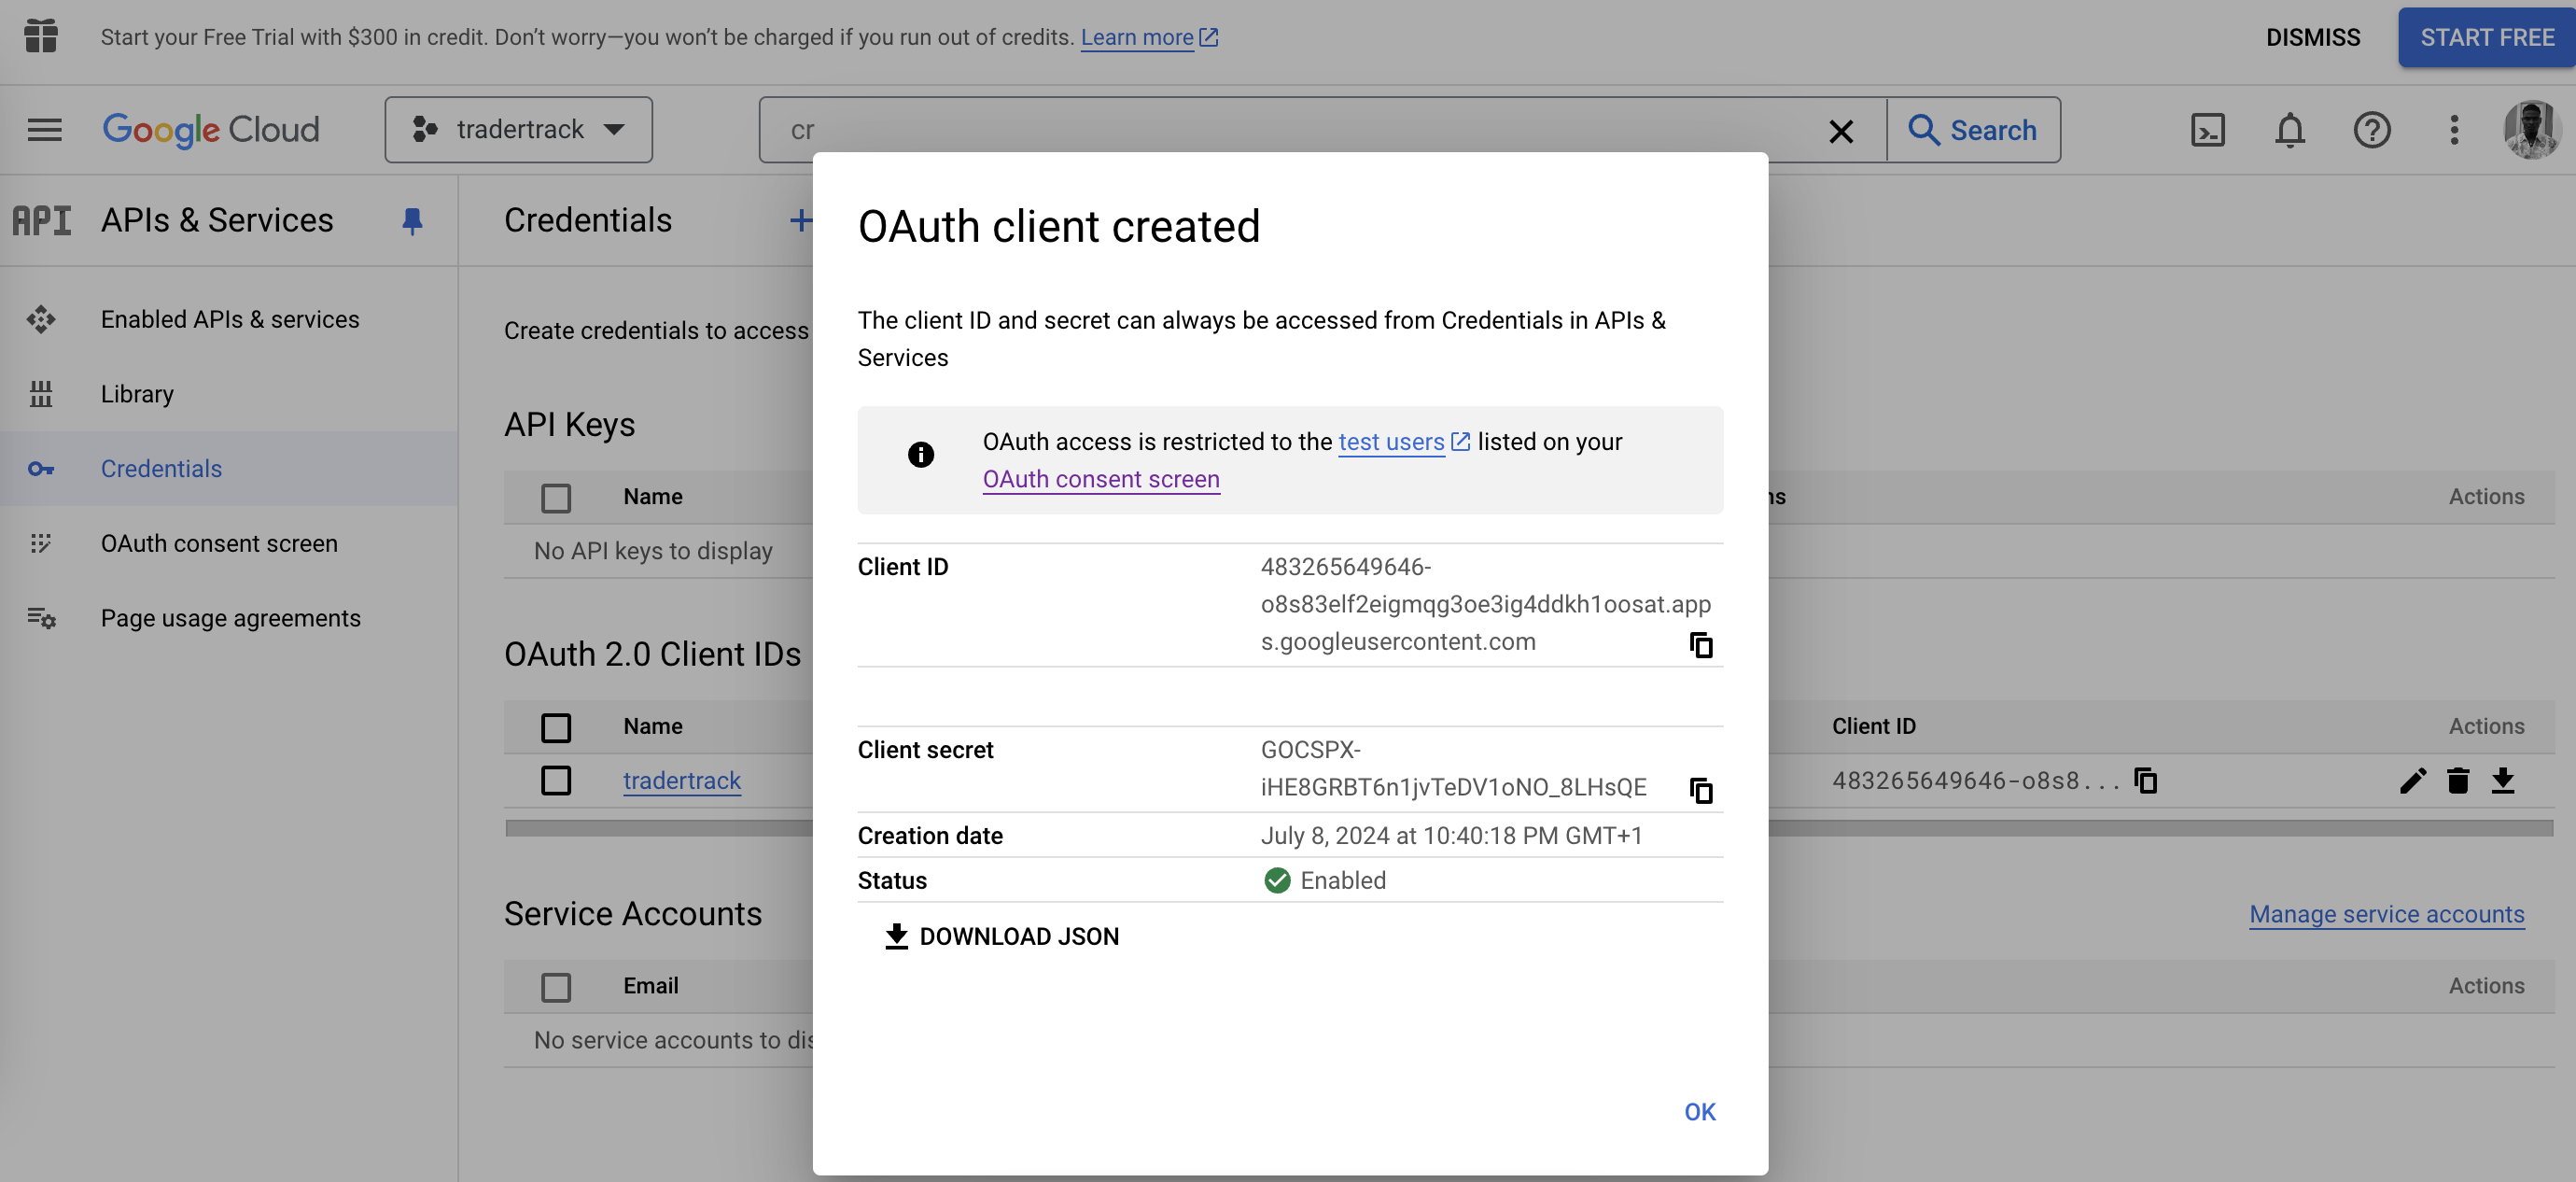 Start your Free Trial with $300 in credit. Don't worry—you won't be charged if you run out of credits. Learn more
DISMISS
START FREE
Google Cloud
tradertrack
cr
Search
API
APIs & Services
Credentials
Enabled APIs & services
Library
Credentials
OAuth consent screen
Page usage agreements
Create credentials to access
API Keys
Name
Actions
No API keys to display
OAuth 2.0 Client IDs
Name
Client ID
Actions
tradertrack
483265649646-o8s8...
Service Accounts
Manage service accounts
Email
Actions
No service accounts to
OAuth client created
The client ID and secret can always be accessed from Credentials in APIs &
Services
OAuth access is restricted to the test users listed on your
OAuth consent screen
Client ID
483265649646-
o8s83elf2eigmqg3oe3ig4ddkh1oosat.app
s.googleusercontent.com
Client secret
GOCSPX-
iHE8GRBT6n1jvTeDV1oNO_8LHsQE
Creation date
July 8, 2024 at 10:40:18 PM GMT+1
Status
Enabled
DOWNLOAD JSON
OK